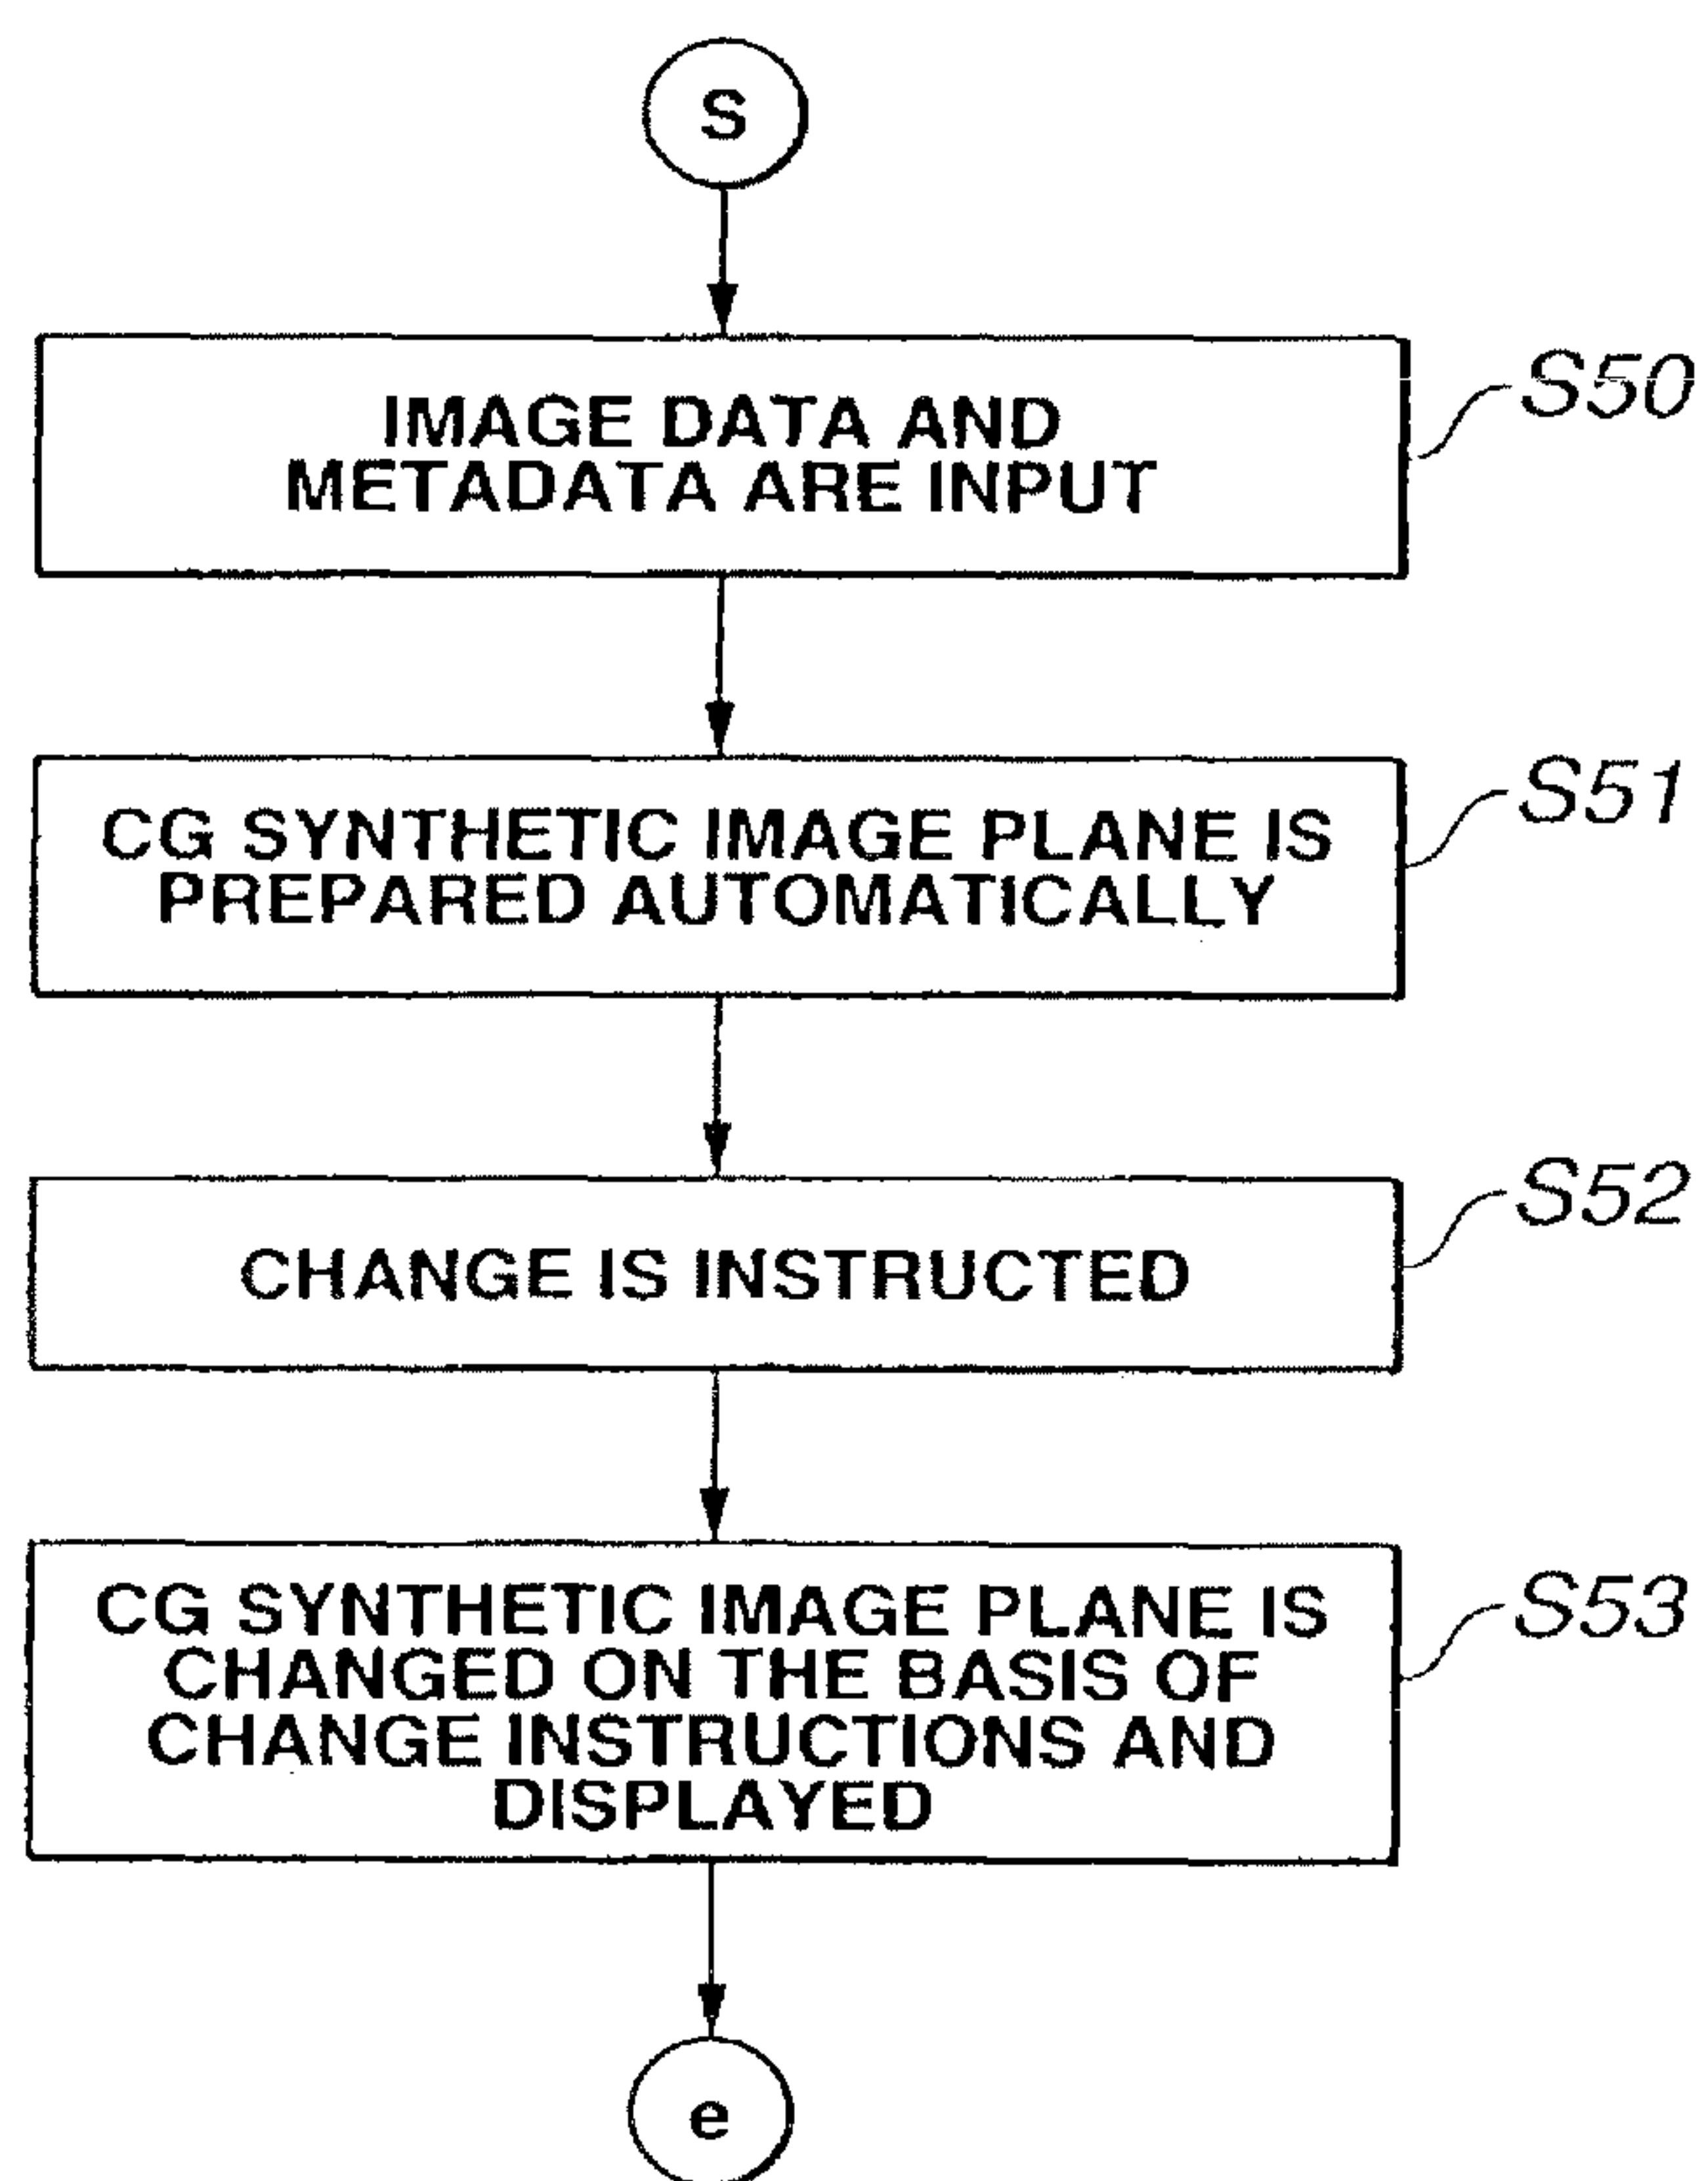 S
IMAGE DATA AND
METADATA ARE INPUT
S50
CG SYNTHETIC IMAGE PLANE IS
PREPARED AUTOMATICALLY
S51
CHANGE IS INSTRUCTED
S52
CG SYNTHETIC IMAGE PLANE IS
CHANGED ON THE BASIS OF
CHANGE INSTRUCTIONS AND
DISPLAYED
S53
e